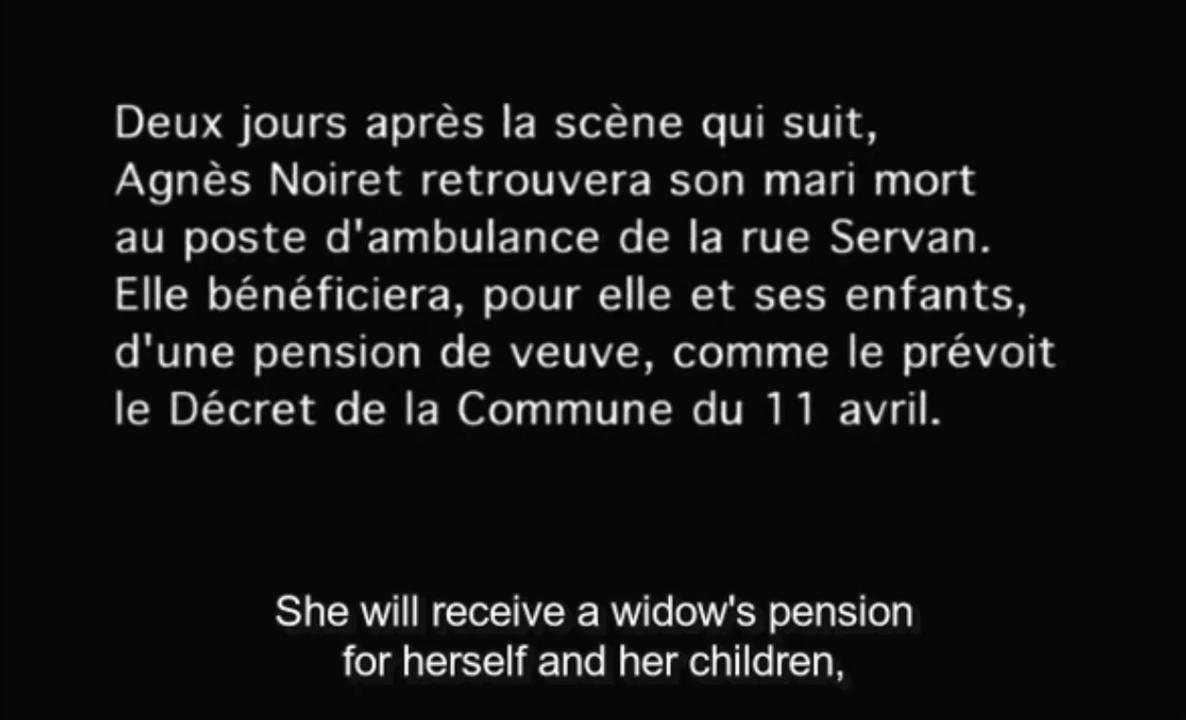 Deux jours après la scène qui suit,
Agnès Noiret retrouvera son mari mort
au poste d'ambulance de la rue Servan.
Elle bénéficiera, pour elle et ses enfants,
d'une pension de veuve, comme le prévoit
le Décret de la Commune du 11 avril.
She will receive a widow's pension
for herself and her children,